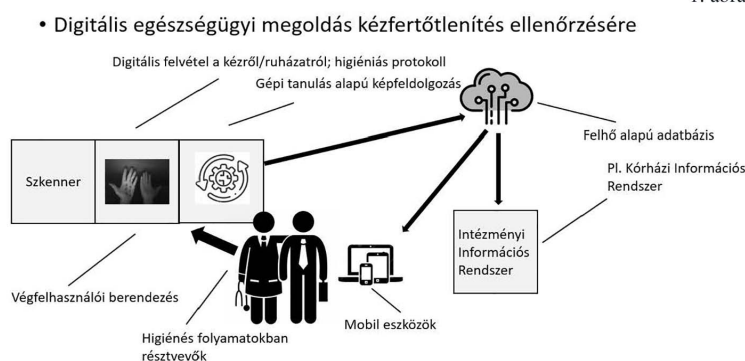 • Digitális egészségügyi megoldás kézfertőtlenítés ellenőrzésére
Digitális felvétel a kézről/ruházatról; higiéniás protokoll
Gépi tanulás alapú képfeldolgozás
Felhő alapú adatbázis
Pl. Kórházi Információs
Rendszer
Szkenner
Intézményi
Információs
Rendszer
Végfelhasználói berendezés
Mobil eszközök
Higiénés folyamatokban
résztvevők